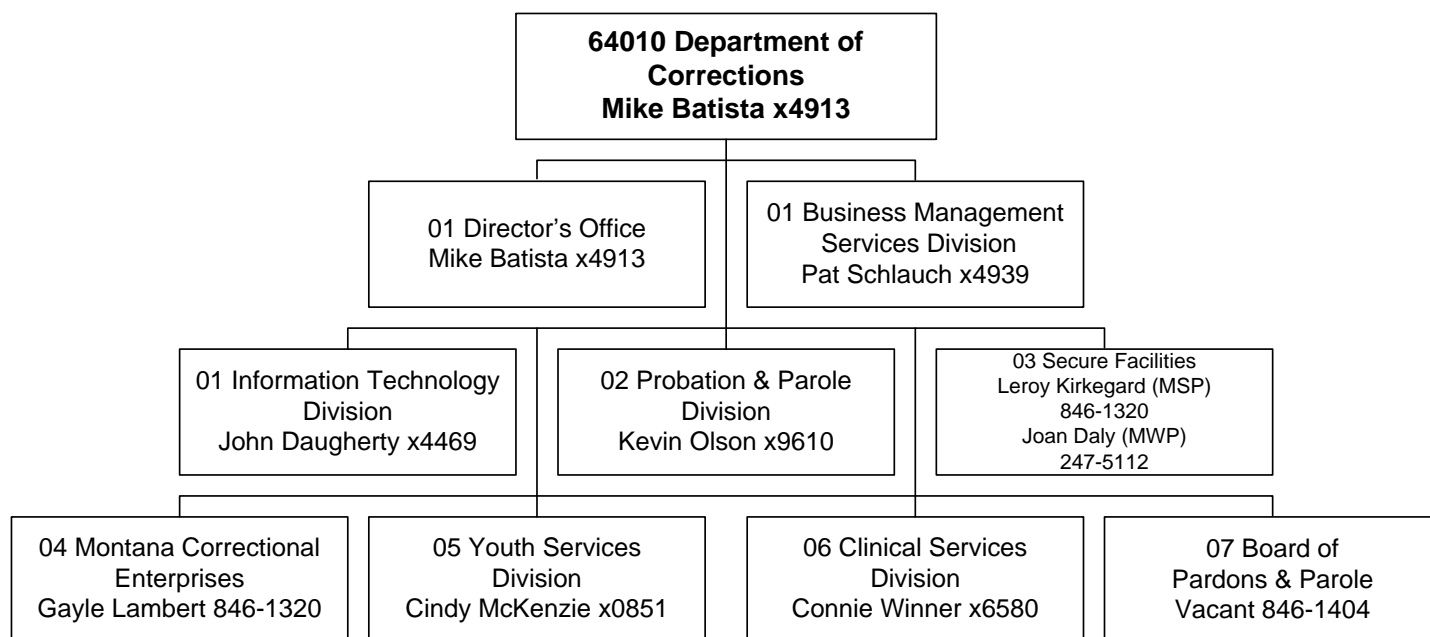 64010 Department of
Corrections
Mike Batista x4913
01 Director’s Office
Mike Batista x4913
01 Business Management
Services Division
Pat Schlauch x4939
01 Information Technology
Division
John Daugherty x4469
02 Probation & Parole
Division
Kevin Olson x9610
03 Secure Facilities
Leroy Kirkegard (MSP)
846-1320
Joan Daly (MWP)
247-5112
04 Montana Correctional
Enterprises
Gayle Lambert 846-1320
05 Youth Services
Division
Cindy McKenzie x0851
06 Clinical Services
Division
Connie Winner x6580
07 Board of
Pardons & Parole
Vacant 846-1404